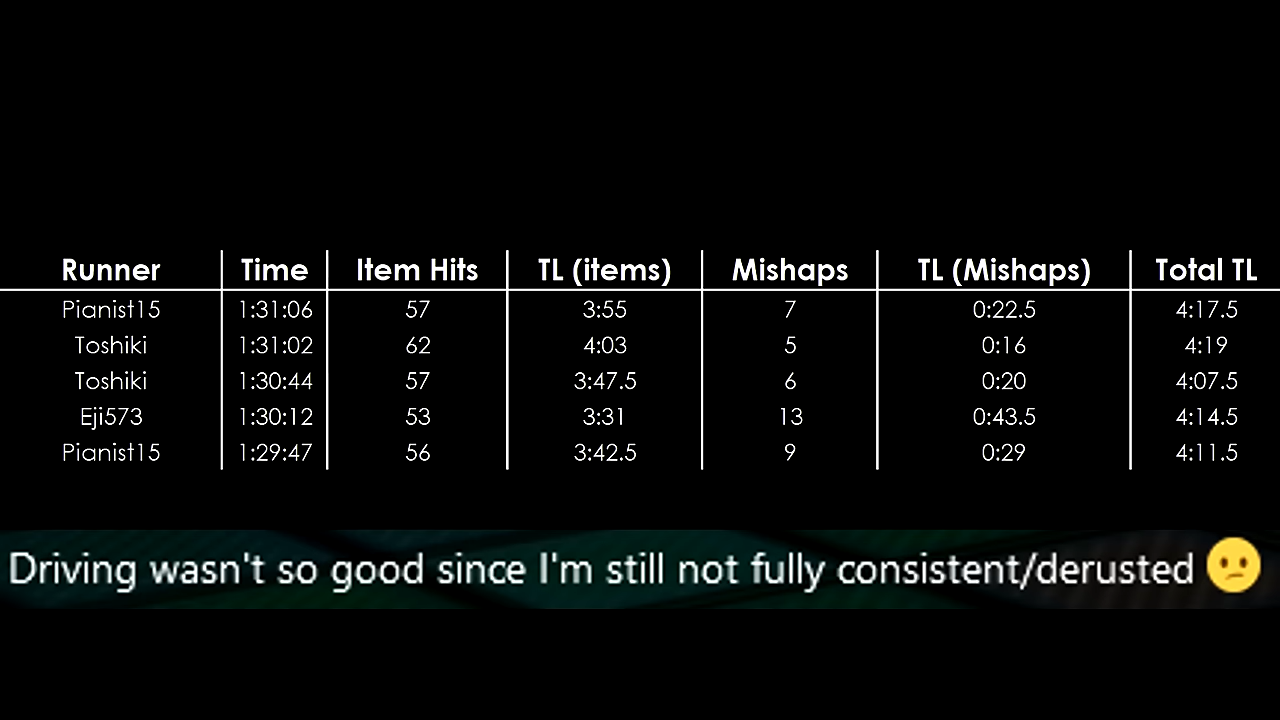 Runner Time Item Hits TL (items) Mishaps TL (Mishaps) Total TL
Pianist15 1:31:06 57 3:55 7 0:22.5 4:17.5
Toshiki 1:31:02 62 4:03 5 0:16 4:19
Toshiki 1:30:44 57 3:47.5 6 0:20 4:07.5
Eji573 1:30:12 53 3:31 13 0:43.5 4:14.5
Pianist15 1:29:47 56 3:42.5 9 0:29 4:11.5
Driving wasn't so good since I'm still not fully consistent/derusted 😕